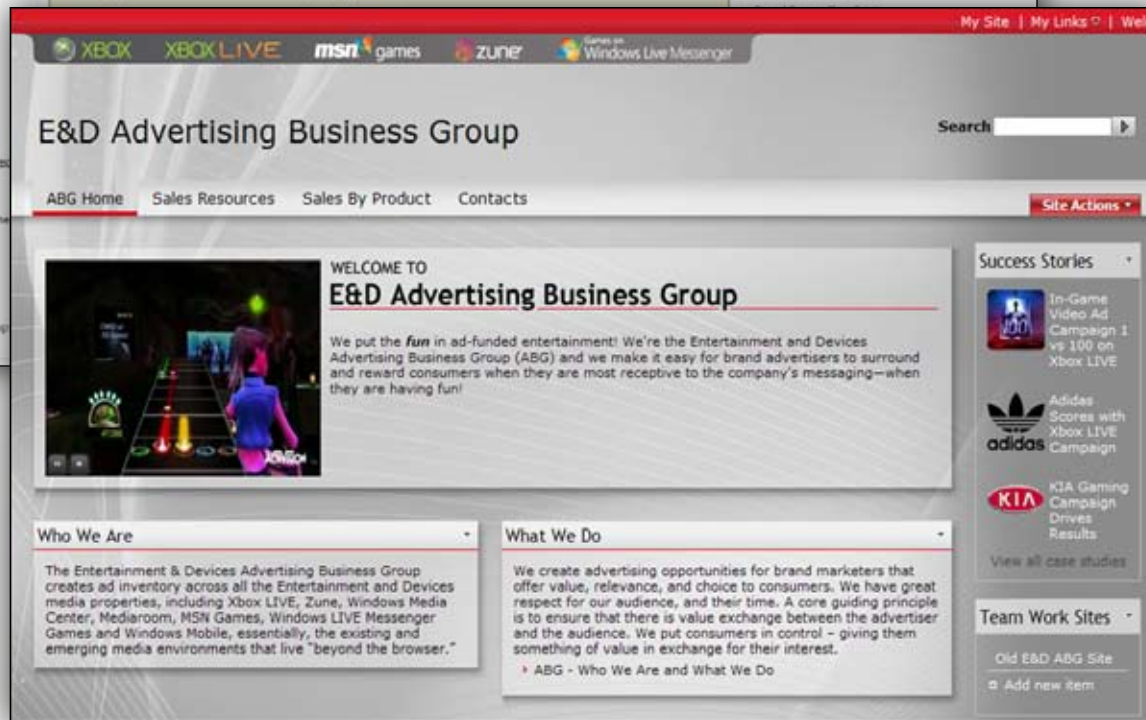 My Site | My Links | Wel
XBOX XBOX LIVE msn games zune Games on Windows Live Messenger
E&D Advertising Business Group
Search
ABG Home Sales Resources Sales By Product Contacts
Site Actions
WELCOME TO
E&D Advertising Business Group
We put the fun in ad-funded entertainment! We're the Entertainment and Devices
Advertising Business Group (ABG) and we make it easy for brand advertisers to surround
and reward consumers when they are most receptive to the company's messaging—when
they are having fun!
Success Stories
1 vs 100
In-Game
Video Ad
Campaign 1
vs 100 on
Xbox LIVE
adidas
Adidas
Scores with
Xbox LIVE
Campaign
KIA
KIA Gaming
Campaign
Drives
Results
View all case studies
Who We Are
The Entertainment & Devices Advertising Business Group
creates ad inventory across all the Entertainment and Devices
media properties, including Xbox LIVE, Zune, Windows Media
Center, Mediaroom, MSN Games, Windows LIVE Messenger
Games and Windows Mobile, essentially, the existing and
emerging media environments that live "beyond the browser."
What We Do
We create advertising opportunities for brand marketers that
offer value, relevance, and choice to consumers. We have great
respect for our audience, and their time. A core guiding principle
is to ensure that there is value exchange between the advertiser
and the audience. We put consumers in control – giving them
something of value in exchange for their interest.
ABG - Who We Are and What We Do
Team Work Sites
Old E&D ABG Site
Add new item